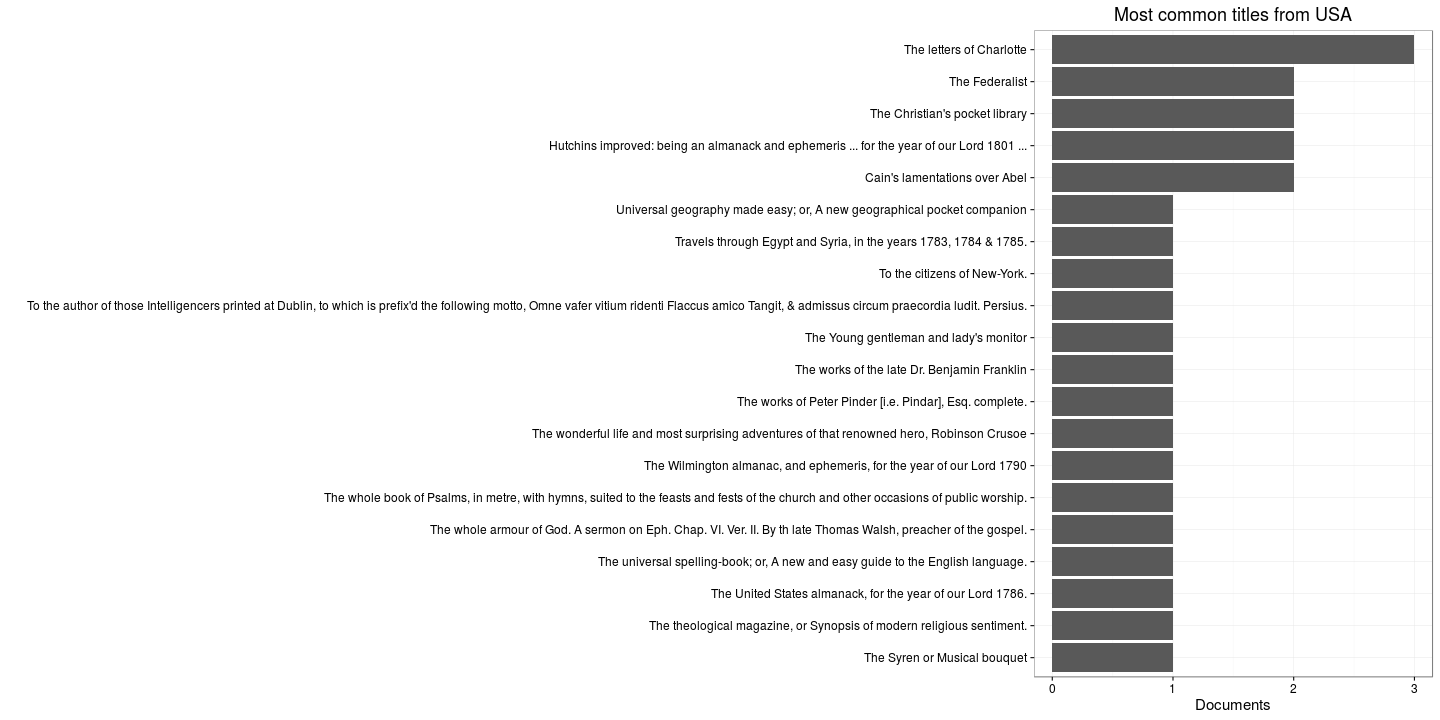 Most common titles from USA
The letters of Charlotte
The Federalist
The Christian's pocket library
Hutchins improved: being an almanack and ephemeris ... for the year of our Lord 1801 ...
Cain's lamentations over Abel
Universal geography made easy; or, A new geographical pocket companion
Travels through Egypt and Syria, in the years 1783, 1784 & 1785.
To the citizens of New-York.
To the author of those Intelligencers printed at Dublin, to which is prefix'd the following motto, Omne vafer vitium ridenti Flaccus amico Tangit, & admissus circum praecordia ludit. Persius.
The Young gentleman and lady's monitor
The works of the late Dr. Benjamin Franklin
The works of Peter Pinder [i.e. Pindar], Esq. complete.
The wonderful life and most surprising adventures of that renowned hero, Robinson Crusoe
The Wilmington almanac, and ephemeris, for the year of our Lord 1790
The whole book of Psalms, in metre, with hymns, suited to the feasts and fests of the church and other occasions of public worship.
The whole armour of God. A sermon on Eph. Chap. VI. Ver. II. By th late Thomas Walsh, preacher of the gospel.
The universal spelling-book; or, A new and easy guide to the English language.
The United States almanack, for the year of our Lord 1786.
The theological magazine, or Synopsis of modern religious sentiment.
The Syren or Musical bouquet
0 1 2 3
Documents